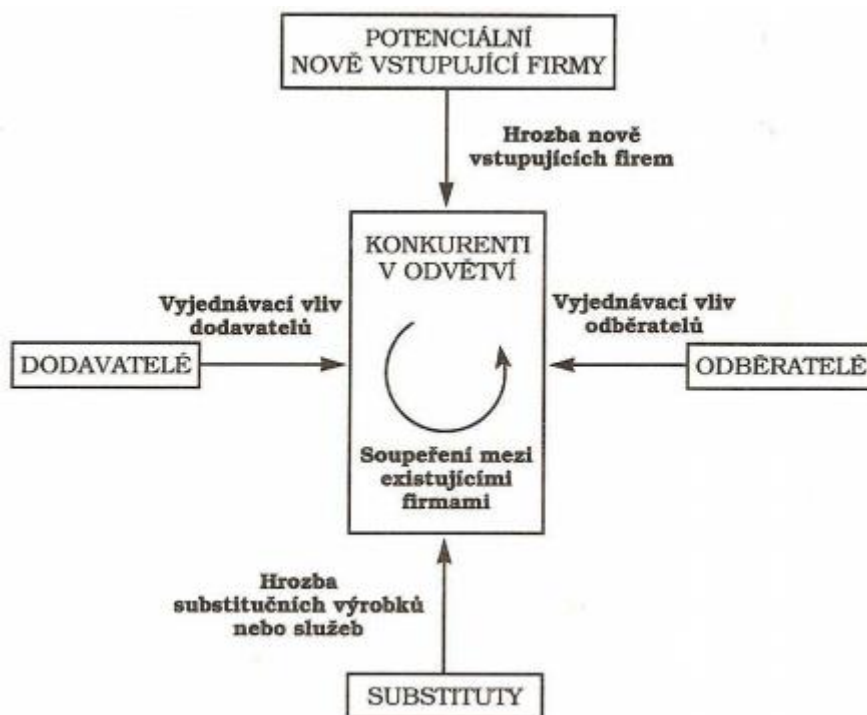 POTENCIÁLNÍ
NOVĚ VSTUPUJÍCÍ FIRMY
Hrozba nově
vstupujících firem
KONKURENTI
V ODVĚTVÍ
Vyjednávací vliv
dodavatelů
Vyjednávací vliv
odběratelů
DODAVATELÉ
ODBĚRATELÉ
Soupeření mezi
existujícími
firmami
Hrozba
substitučních výrobků
nebo služeb
SUBSTITUTY